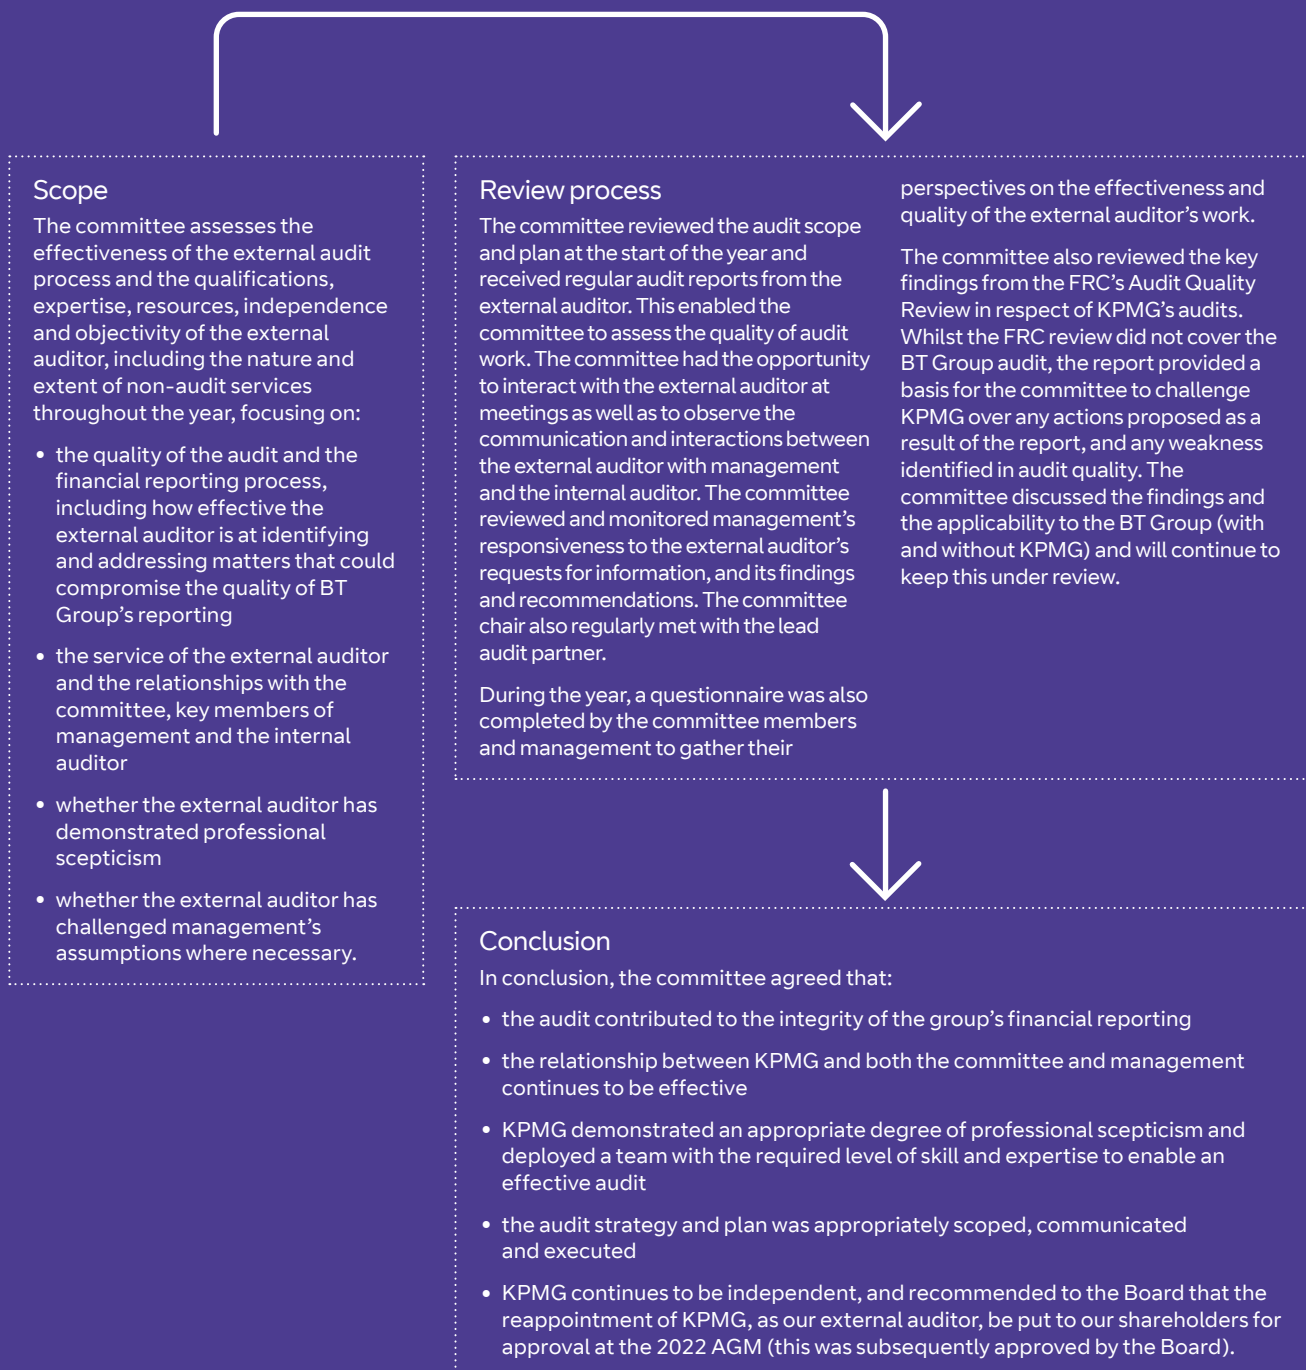 Scope
The committee assesses the
effectiveness of the external audit
process and the qualifications,
expertise, resources, independence
and objectivity of the external
auditor, including the nature and
extent of non-audit services
throughout the year, focusing on:
• the quality of the audit and the
financial reporting process,
including how effective the
external auditor is at identifying
and addressing matters that could
compromise the quality of BT
Group’s reporting
• the service of the external auditor
and the relationships with the
committee, key members of
management and the internal
auditor
• whether the external auditor has
demonstrated professional
scepticism
• whether the external auditor has
challenged management’s
assumptions where necessary.
Review process
The committee reviewed the audit scope
and plan at the start of the year and
received regular audit reports from the
external auditor. This enabled the
committee to assess the quality of audit
work. The committee had the opportunity
to interact with the external auditor at
meetings as well as to observe the
communication and interactions between
the external auditor with management
and the internal auditor. The committee
reviewed and monitored management’s
responsiveness to the external auditor’s
requests for information, and its findings
and recommendations. The committee
chair also regularly met with the lead
audit partner.
During the year, a questionnaire was also
completed by the committee members
and management to gather their
perspectives on the effectiveness and
quality of the external auditor’s work.
The committee also reviewed the key
findings from the FRC’s Audit Quality
Review in respect of KPMG’s audits.
Whilst the FRC review did not cover the
BT Group audit, the report provided a
basis for the committee to challenge
KPMG over any actions proposed as a
result of the report, and any weakness
identified in audit quality. The
committee discussed the findings and
the applicability to the BT Group (with
and without KPMG) and will continue to
keep this under review.
Conclusion
In conclusion, the committee agreed that:
• the audit contributed to the integrity of the group’s financial reporting
• the relationship between KPMG and both the committee and management
continues to be effective
• KPMG demonstrated an appropriate degree of professional scepticism and
deployed a team with the required level of skill and expertise to enable an
effective audit
• the audit strategy and plan was appropriately scoped, communicated
and executed
• KPMG continues to be independent, and recommended to the Board that the
reappointment of KPMG, as our external auditor, be put to our shareholders for
approval at the 2022 AGM (this was subsequently approved by the Board).